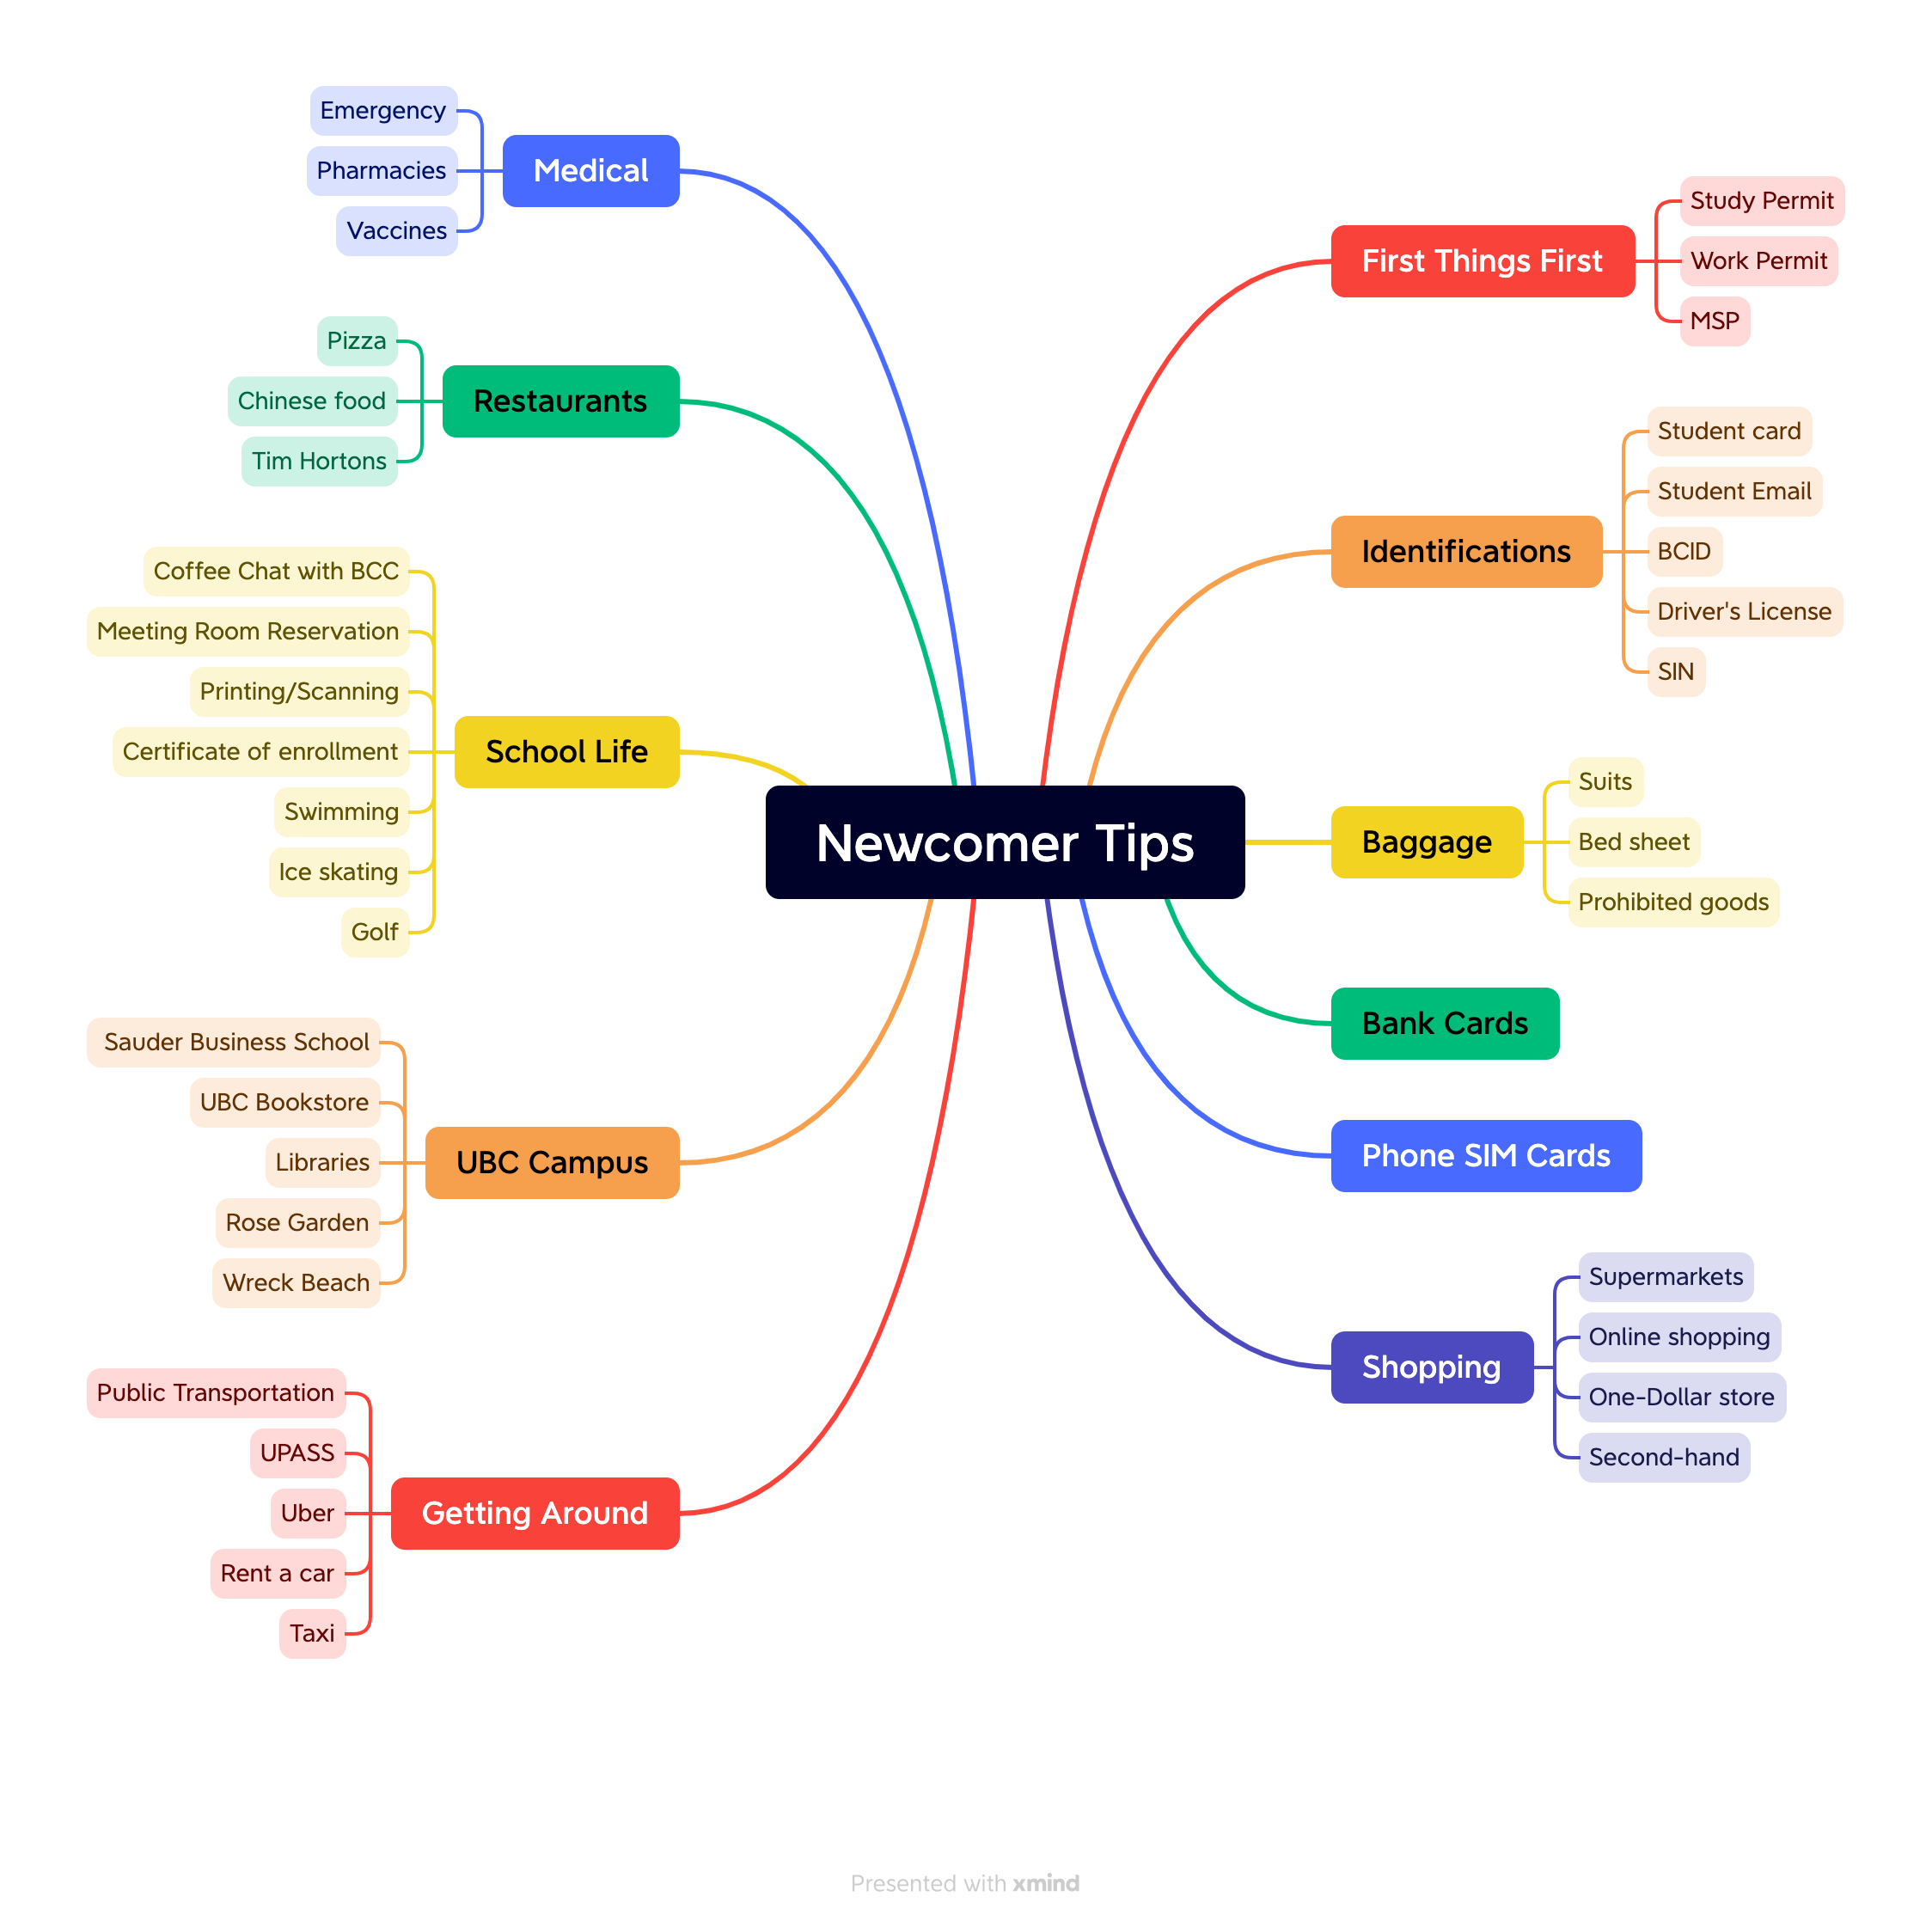 Newcomer Tips
First Things First
Study Permit
Work Permit
MSP
Identifications
Student card
Student Email
BCID
Driver's License
SIN
Baggage
Suits
Bed sheet
Prohibited goods
Bank Cards
Phone SIM Cards
Shopping
Supermarkets
Online shopping
One-Dollar store
Second-hand
Medical
Emergency
Pharmacies
Vaccines
Restaurants
Pizza
Chinese food
Tim Hortons
School Life
Coffee Chat with BCC
Meeting Room Reservation
Printing/Scanning
Certificate of enrollment
Swimming
Ice skating
Golf
UBC Campus
Sauder Business School
UBC Bookstore
Libraries
Rose Garden
Wreck Beach
Getting Around
Public Transportation
UPASS
Uber
Rent a car
Taxi
Presented with xmind